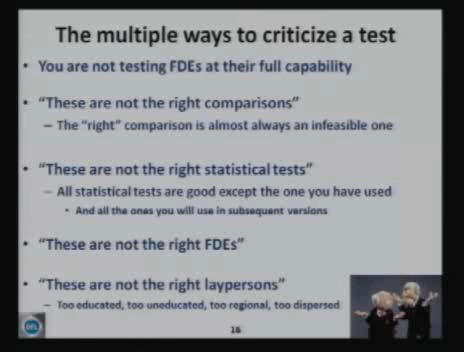 The multiple ways to criticize a test
• You are not testing FDEs at their full capability
• "These are not the right comparisons"
– The "right" comparison is almost always an infeasible one
• "These are not the right statistical tests"
– All statistical tests are good except the one you have used
• And all the ones you will use in subsequent versions
• "These are not the right FDEs"
• "These are not the right laypersons"
– Too educated, too uneducated, too regional, too dispersed
16